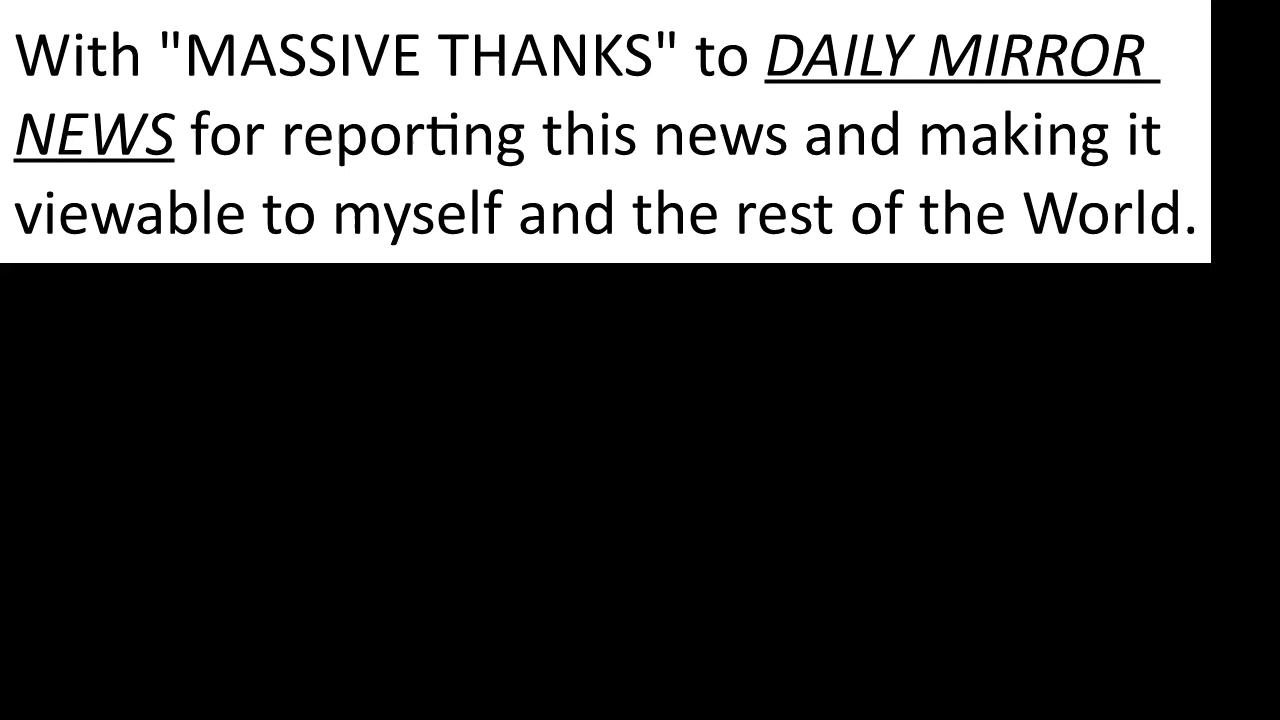 With "MASSIVE THANKS" to DAILY MIRROR
NEWS for reporting this news and making it
viewable to myself and the rest of the World.